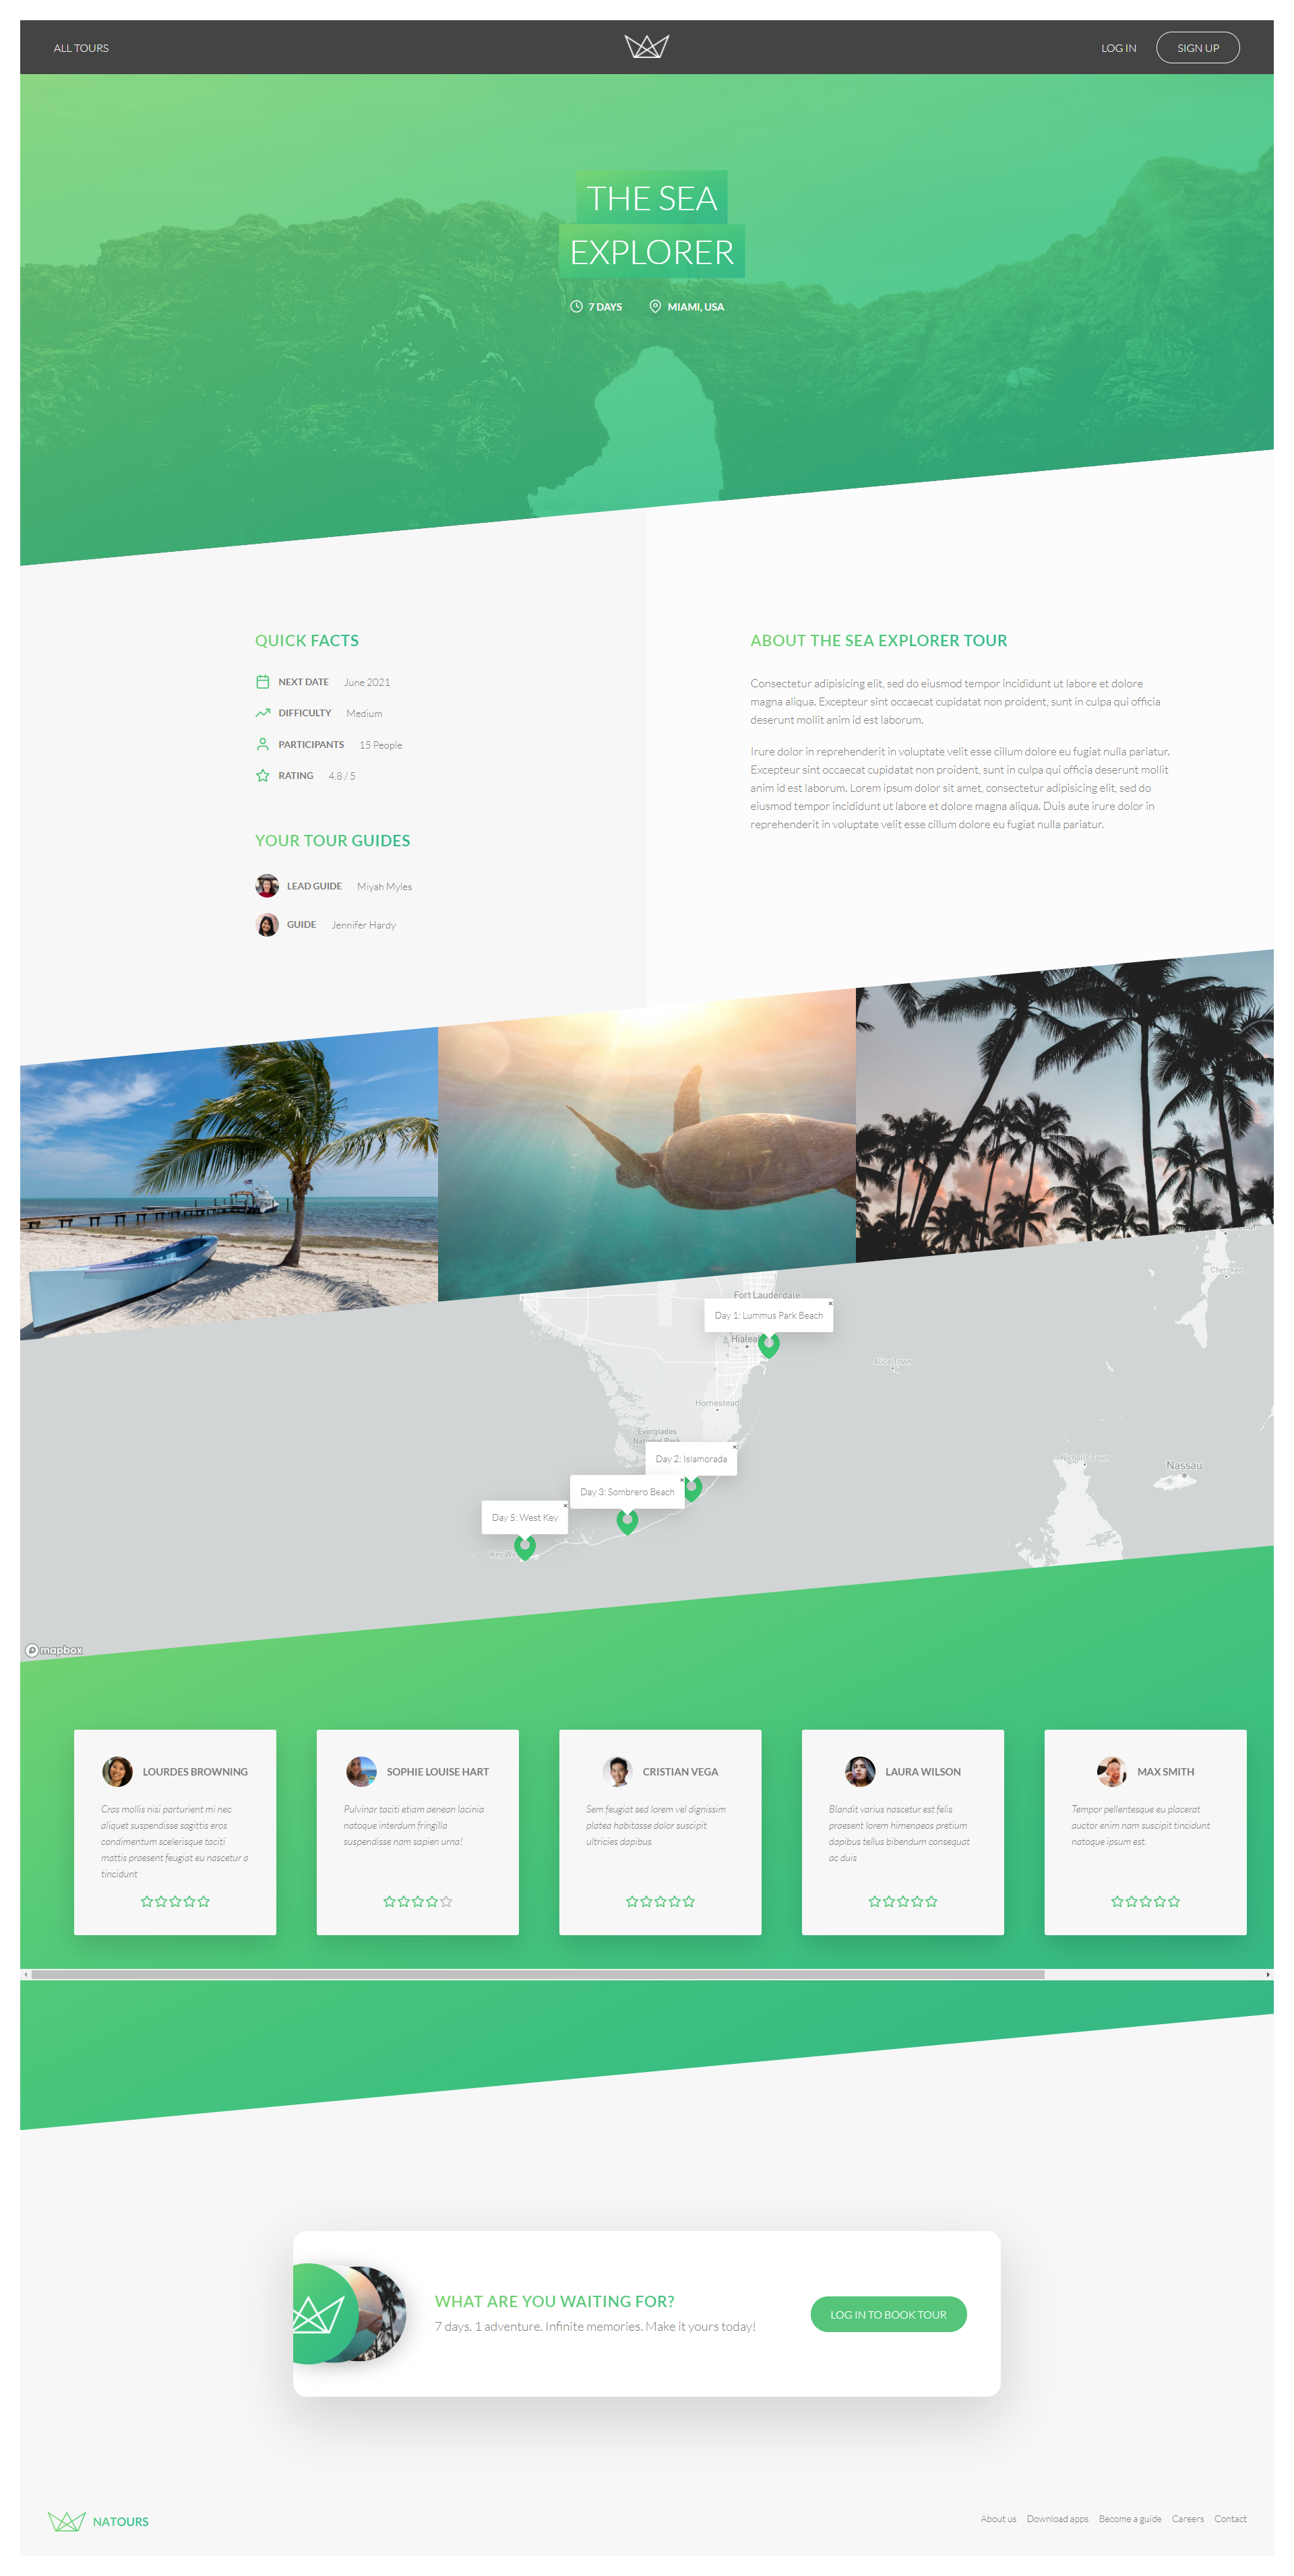 ALL TOURS
LOG IN
SIGN UP
THE SEA
EXPLORER
7 DAYS
MIAMI, USA
QUICK FACTS
NEXT DATE June 2021
DIFFICULTY Medium
PARTICIPANTS 15 People
RATING 4.8 / 5
YOUR TOUR GUIDES
LEAD GUIDE Miyah Myles
GUIDE Jennifer Hardy
ABOUT THE SEA EXPLORER TOUR
Consectetur adipisicing elit, sed do eiusmod tempor incididunt ut labore et dolore
magna aliqua. Excepteur sint occaecat cupidatat non proident, sunt in culpa qui officia
deserunt mollit anim id est laborum.
Irure dolor in reprehenderit in voluptate velit esse cillum dolore eu fugiat nulla pariatur.
Excepteur sint occaecat cupidatat non proident, sunt in culpa qui officia deserunt mollit
anim id est laborum. Lorem ipsum dolor sit amet, consectetur adipisicing elit, sed do
eiusmod tempor incididunt ut labore et dolore magna aliqua. Duis aute irure dolor in
reprehenderit in voluptate velit esse cillum dolore eu fugiat nulla pariatur.
Cherokee
Fort Lauderdale
Day 1: Lummus Park Beach
Alice Town
Homestead
Everglades
National Park
Day 2: Islamorada
Nicholls Town
Nassau
Day 3: Sombrero Beach
Day 5: West Key
mapbox
LOURDES BROWNING
Cras mollis nisi parturient mi nec
aliquet suspendisse sagittis eros
condimentum scelerisque taciti
mattis praesent feugiat eu nascetur a
tincidunt
SOPHIE LOUISE HART
Pulvinar taciti etiam aenean lacinia
natoque interdum fringilla
suspendisse nam sapien urna!
CRISTIAN VEGA
Sem feugiat sed lorem vel dignissim
platea habitasse dolor suscipit
ultricies dapibus
LAURA WILSON
Blandit varius nascetur est felis
praesent lorem himenaeos pretium
dapibus tellus bibendum consequat
ac duis
MAX SMITH
Tempor pellentesque eu placerat
auctor enim nam suscipit tincidunt
natoque ipsum est.
WHAT ARE YOU WAITING FOR?
7 days. 1 adventure. Infinite memories. Make it yours today!
LOG IN TO BOOK TOUR
NATOURS
About us
Download apps
Become a guide
Careers
Contact